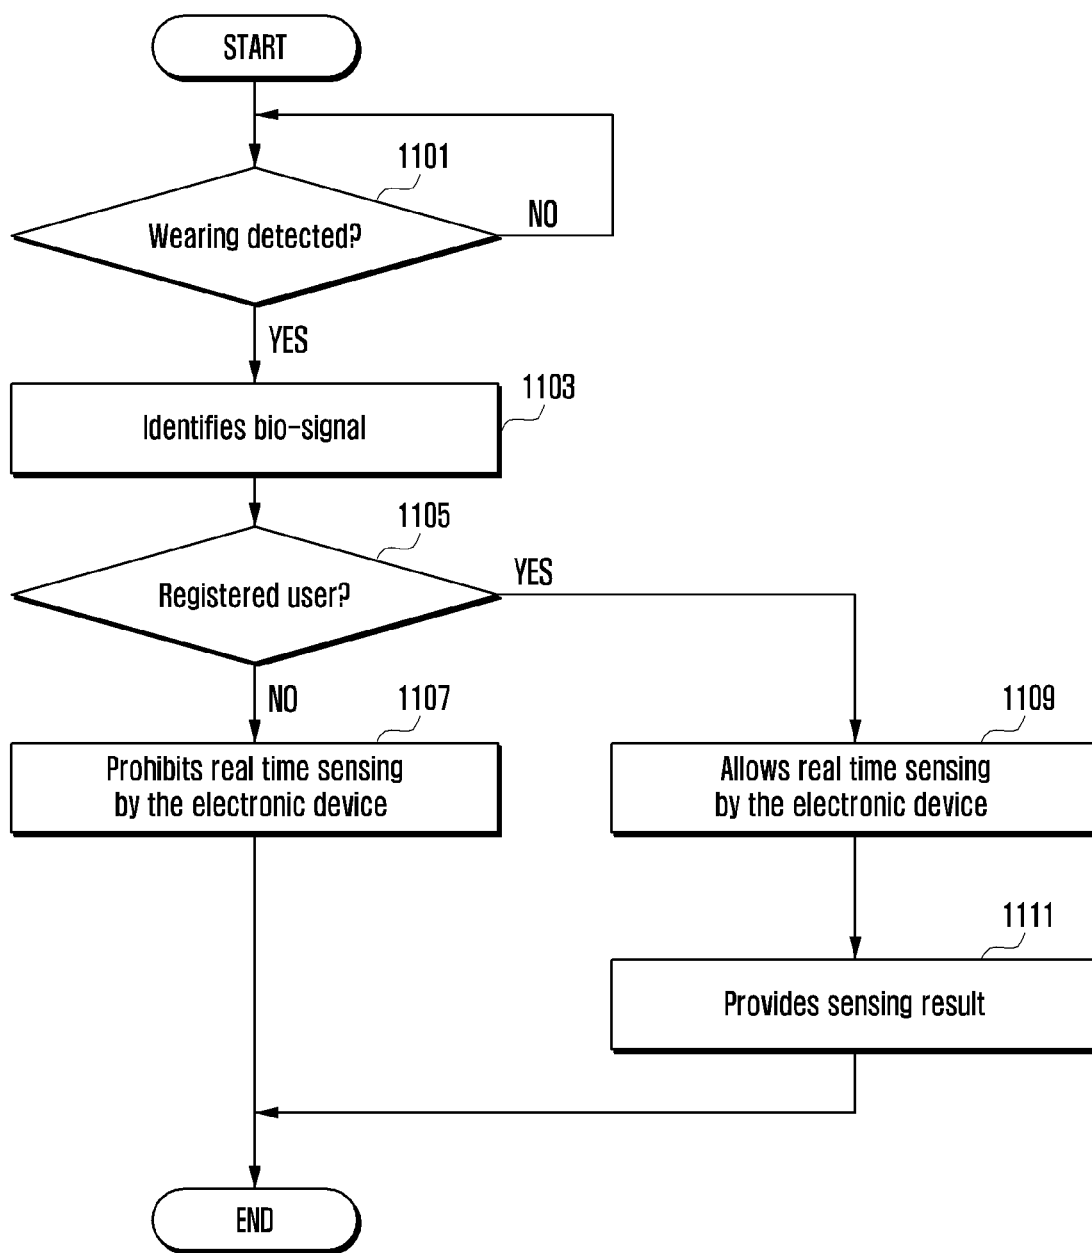 START
1101
Wearing detected?
NO
YES
1103
Identifies bio-signal
1105
Registered user?
YES
NO
1107
Prohibits real time sensing
by the electronic device
1109
Allows real time sensing
by the electronic device
1111
Provides sensing result
END